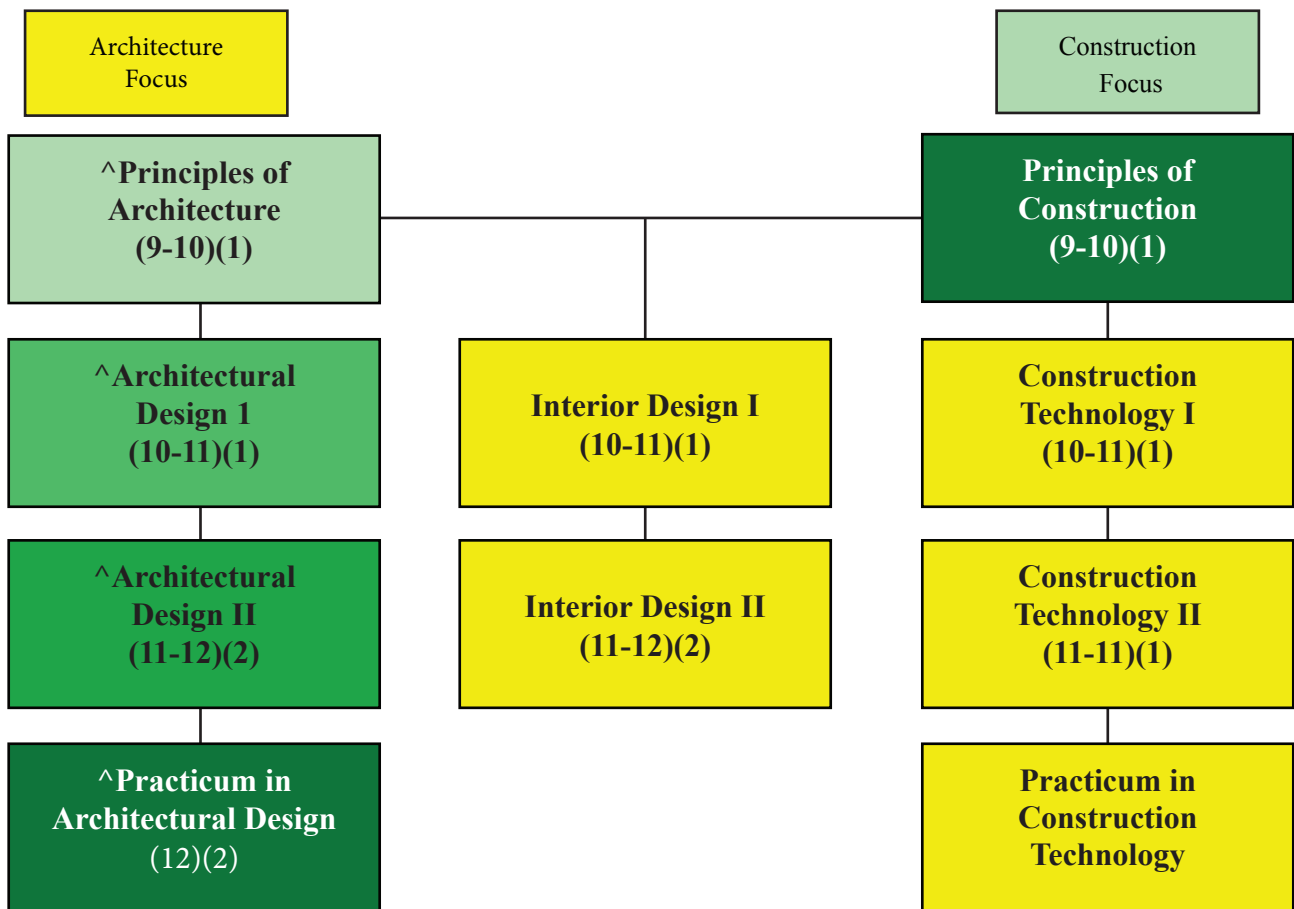 Architecture
Focus
Construction
Focus
^Principles of
Architecture
(9-10)(1)
Principles of
Construction
(9-10)(1)
^Architectural
Design 1
(10-11)(1)
Interior Design I
(10-11)(1)
Construction
Technology I
(10-11)(1)
^Architectural
Design II
(11-12)(2)
Interior Design II
(11-12)(2)
Construction
Technology II
(11-11)(1)
^Practicum in
Architectural Design
(12)(2)
Practicum in
Construction
Technology